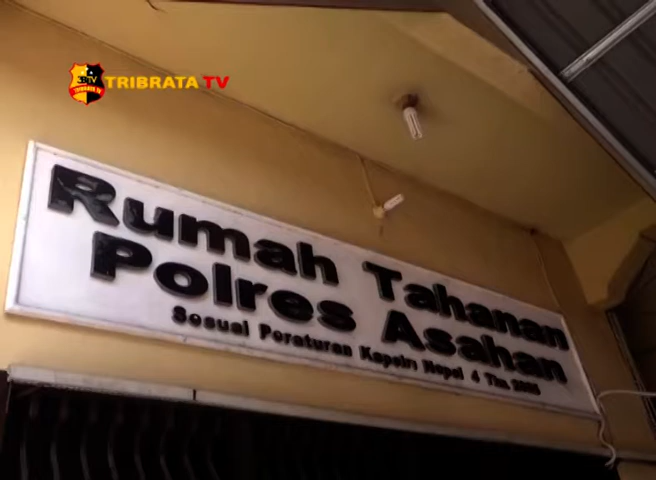 TRIBRATA TV
Rumah Tahanan
Polres Asahan
Sesuai Peraturan Kapolri Nopol 4 Thn 2005